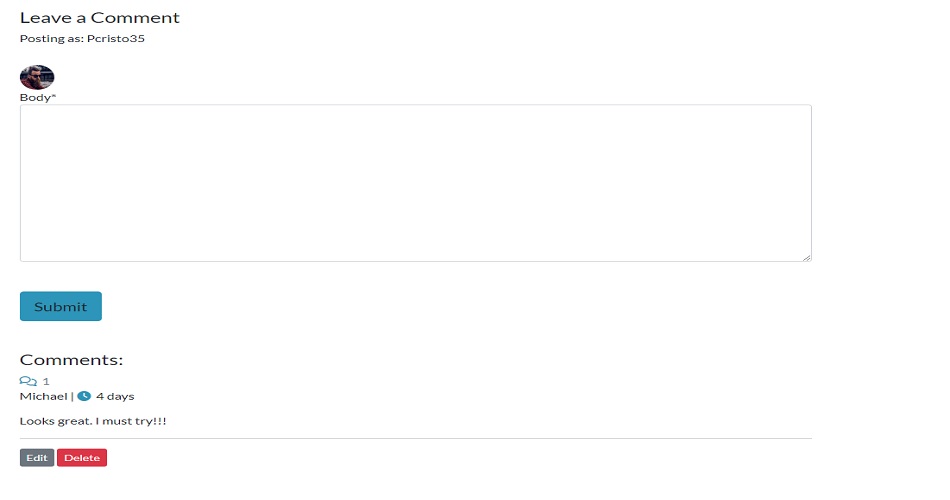 Leave a Comment
Posting as: Pcristo35
Body*
Submit
Comments:
1
Michael | 4 days
Looks great. I must try!!!
Edit Delete